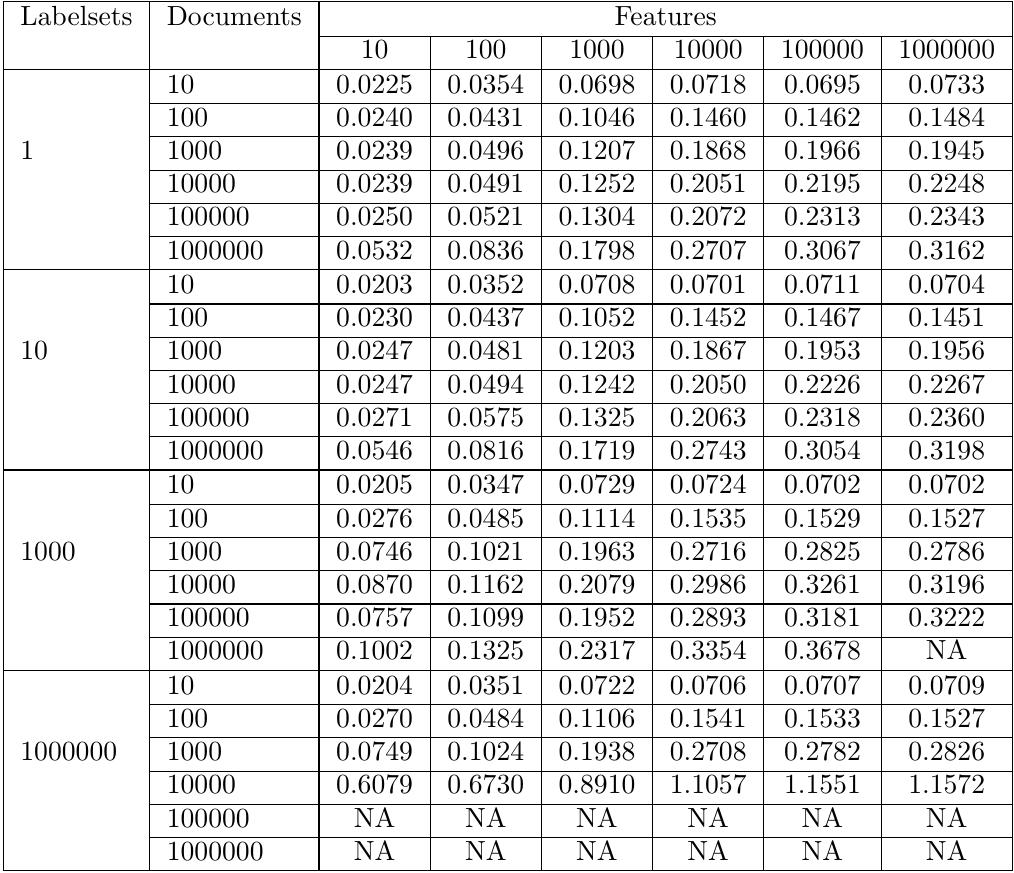 Labelsets Documents Features
10 100 1000 10000 100000 1000000
10 0.0225 0.0354 0.0698 0.0718 0.0695 0.0733
100 0.0240 0.0431 0.1046 0.1460 0.1462 0.1484
1 1000 0.0239 0.0496 0.1207 0.1868 0.1966 0.1945
10000 0.0239 0.0491 0.1252 0.2051 0.2195 0.2248
100000 0.0250 0.0521 0.1304 0.2072 0.2313 0.2343
1000000 0.0532 0.0836 0.1798 0.2707 0.3067 0.3162
10 0.0203 0.0352 0.0708 0.0701 0.0711 0.0704
100 0.0230 0.0437 0.1052 0.1452 0.1467 0.1451
10 1000 0.0247 0.0481 0.1203 0.1867 0.1953 0.1956
10000 0.0247 0.0494 0.1242 0.2050 0.2226 0.2267
100000 0.0271 0.0575 0.1325 0.2063 0.2318 0.2360
1000000 0.0546 0.0816 0.1719 0.2743 0.3054 0.3198
10 0.0205 0.0347 0.0729 0.0724 0.0702 0.0702
100 0.0276 0.0485 0.1114 0.1535 0.1529 0.1527
1000 1000 0.0746 0.1021 0.1963 0.2716 0.2825 0.2786
10000 0.0870 0.1162 0.2079 0.2986 0.3261 0.3196
100000 0.0757 0.1099 0.1952 0.2893 0.3181 0.3222
1000000 0.1002 0.1325 0.2317 0.3354 0.3678 NA
10 0.0204 0.0351 0.0722 0.0706 0.0707 0.0709
100 0.0270 0.0484 0.1106 0.1541 0.1533 0.1527
1000000 1000 0.0749 0.1024 0.1938 0.2708 0.2782 0.2826
10000 0.6079 0.6730 0.8910 1.1057 1.1551 1.1572
100000 NA NA NA NA NA NA
1000000 NA NA NA NA NA NA